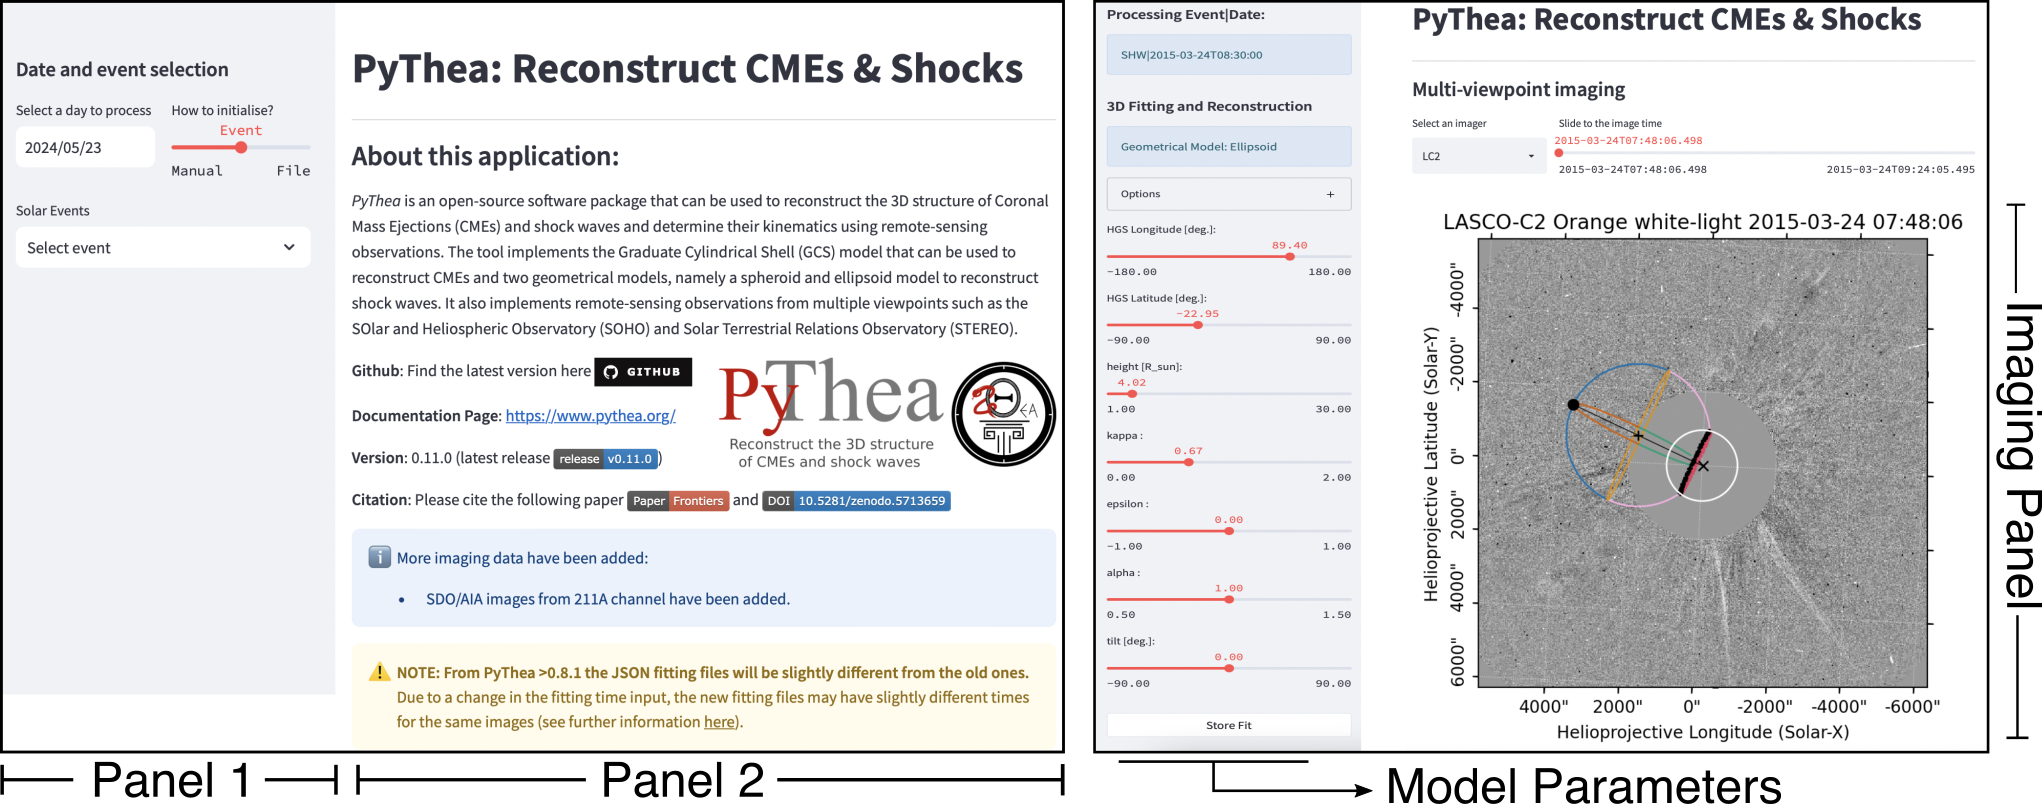 Date and event selection
Select a day to process
How to initialise?
Event
2024/05/23
Manual
File
Solar Events
Select event
PyThea: Reconstruct CMEs & Shocks
About this application:
PyThea is an open-source software package that can be used to reconstruct the 3D structure of Coronal
Mass Ejections (CMEs) and shock waves and determine their kinematics using remote-sensing
observations. The tool implements the Graduate Cylindrical Shell (GCS) model that can be used to
reconstruct CMEs and two geometrical models, namely a spheroid and ellipsoid model to reconstruct
shock waves. It also implements remote-sensing observations from multiple viewpoints such as the
SOlar and Heliospheric Observatory (SOHO) and Solar Terrestrial Relations Observatory (STEREO).
Github: Find the latest version here GITHUB
Documentation Page: https://www.pythea.org/
Version: 0.11.0 (latest release release v0.11.0)
PyThea
Reconstruct the 3D structure
of CMEs and shock waves
Citation: Please cite the following paper Paper Frontiers and DOI 10.5281/zenodo.5713659
More imaging data have been added:
• SDO/AIA images from 211A channel have been added.
NOTE: From PyThea >0.8.1 the JSON fitting files will be slightly different from the old ones.
Due to a change in the fitting time input, the new fitting files may have slightly different times
for the same images (see further information here).
Panel 1
Panel 2
Processing Event|Date:
SHW|2015-03-24T08:30:00
3D Fitting and Reconstruction
Geometrical Model: Ellipsoid
Options +
HGS Longitude [deg.]:
89.40
-180.00 180.00
HGS Latitude [deg.]:
-22.95
-90.00 90.00
height [R_sun]:
4.02
1.00 30.00
kappa :
0.67
0.00 2.00
epsilon :
0.00
-1.00 1.00
alpha :
1.00
0.50 1.50
tilt [deg.]:
0.00
-90.00 90.00
Store Fit
PyThea: Reconstruct CMEs & Shocks
Multi-viewpoint imaging
Select an imager
LC2
Slide to the image time
2015-03-24T07:48:06.498
2015-03-24T07:48:06.498 2015-03-24T09:24:05.495
LASCO-C2 Orange white-light 2015-03-24 07:48:06
Helioprojective Latitude (Solar-Y)
-4000"
-2000"
0"
2000"
4000"
6000"
4000" 2000" 0" -2000" -4000" -6000"
Helioprojective Longitude (Solar-X)
Imaging Panel
Model Parameters